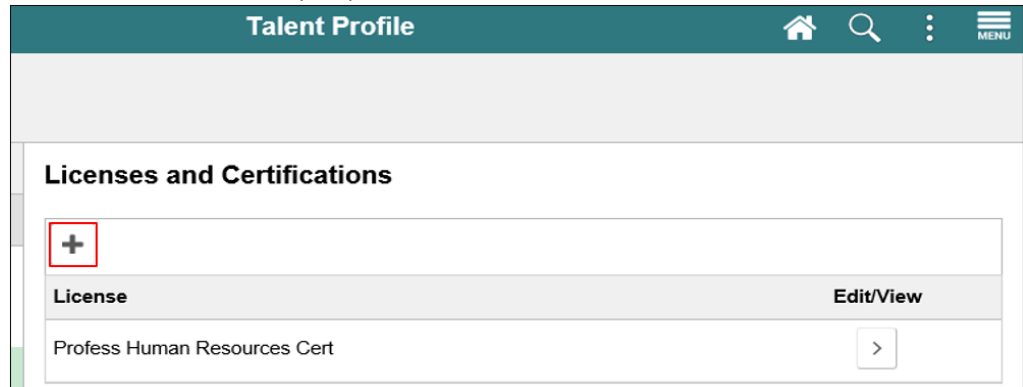 Talent Profile
MENU
Licenses and Certifications
License Edit/View
Profess Human Resources Cert